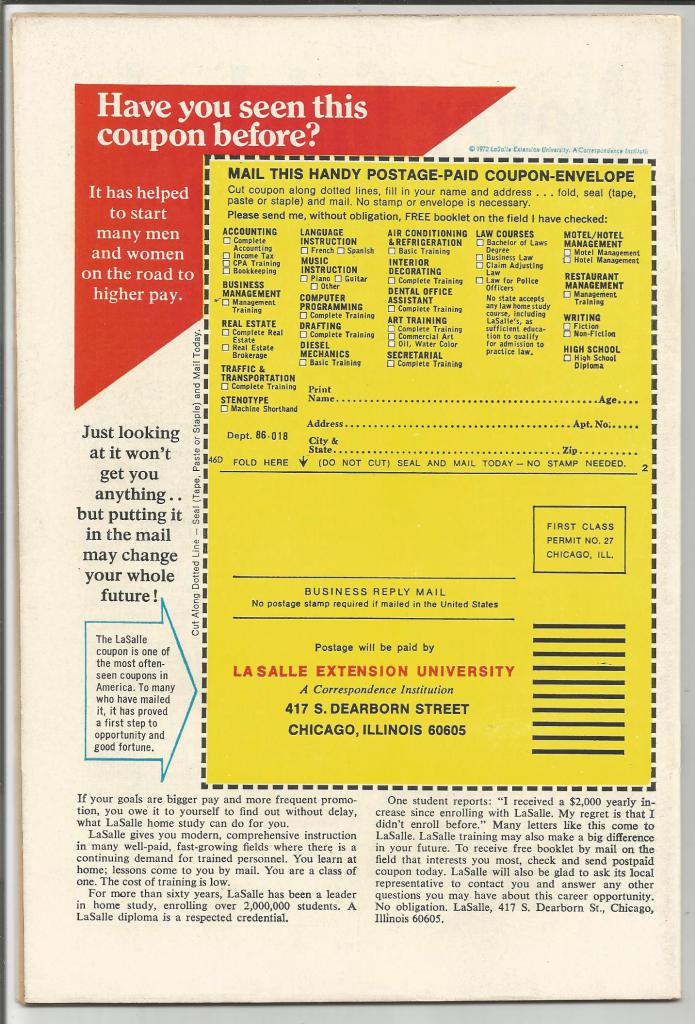 Have you seen this
coupon before?
© 1972 LaSalle Extension University, A Correspondence Institution
It has helped
to start
many men
and women
on the road to
higher pay.
Just looking
at it won't
get you
anything..
but putting it
in the mail
may change
your whole
future!
The LaSalle
coupon is one of
the most often-
seen coupons in
America. To many
who have mailed
it, it has proved
a first step to
opportunity and
good fortune.
Cut Along Dotted Line — Seal (Tape, Paste or Staple) and Mail Today.
MAIL THIS HANDY POSTAGE-PAID COUPON-ENVELOPE
Cut coupon along dotted lines, fill in your name and address . . . fold, seal (tape,
paste or staple) and mail. No stamp or envelope is necessary.
Please send me, without obligation, FREE booklet on the field I have checked:
ACCOUNTING
Complete
Accounting
Income Tax
CPA Training
Bookkeeping
BUSINESS
MANAGEMENT
Management
Training
REAL ESTATE
Complete Real
Estate
Real Estate
Brokerage
TRAFFIC &
TRANSPORTATION
Complete Training
STENOTYPE
Machine Shorthand
LANGUAGE
INSTRUCTION
French Spanish
MUSIC
INSTRUCTION
Piano Guitar
Other
COMPUTER
PROGRAMMING
Complete Training
DRAFTING
Complete Training
DIESEL
MECHANICS
Basic Training
AIR CONDITIONING
& REFRIGERATION
Basic Training
INTERIOR
DECORATING
Complete Training
DENTAL OFFICE
ASSISTANT
Complete Training
ART TRAINING
Complete Training
Commercial Art
Oil, Water Color
SECRETARIAL
Complete Training
LAW COURSES
Bachelor of Laws
Degree
Business Law
Claim Adjusting
Law
Law for Police
Officers
No state accepts
any law home study
course, including
LaSalle's, as
sufficient educa-
tion to qualify
for admission to
practice law.
MOTEL/HOTEL
MANAGEMENT
Motel Management
Hotel Management
RESTAURANT
MANAGEMENT
Management
Training
WRITING
Fiction
Non-Fiction
HIGH SCHOOL
High School
Diploma
Print
Name........Age....
Address........Apt. No.....
Dept. 86-018
City &
State........Zip........
46D FOLD HERE (DO NOT CUT) SEAL AND MAIL TODAY — NO STAMP NEEDED. 2
FIRST CLASS
PERMIT NO. 27
CHICAGO, ILL.
BUSINESS REPLY MAIL
No postage stamp required if mailed in the United States
Postage will be paid by
LA SALLE EXTENSION UNIVERSITY
A Correspondence Institution
417 S. DEARBORN STREET
CHICAGO, ILLINOIS 60605
If your goals are bigger pay and more frequent promo-
tion, you owe it to yourself to find out without delay,
what LaSalle home study can do for you.
LaSalle gives you modern, comprehensive instruction
in many well-paid, fast-growing fields where there is a
continuing demand for trained personnel. You learn at
home; lessons come to you by mail. You are a class of
one. The cost of training is low.
For more than sixty years, LaSalle has been a leader
in home study, enrolling over 2,000,000 students. A
LaSalle diploma is a respected credential.
One student reports: "I received a $2,000 yearly in-
crease since enrolling with LaSalle. My regret is that I
didn't enroll before." Many letters like this come to
LaSalle. LaSalle training may also make a big difference
in your future. To receive free booklet by mail on the
field that interests you most, check and send postpaid
coupon today. LaSalle will also be glad to ask its local
representative to contact you and answer any other
questions you may have about this career opportunity.
No obligation. LaSalle, 417 S. Dearborn St., Chicago,
Illinois 60605.